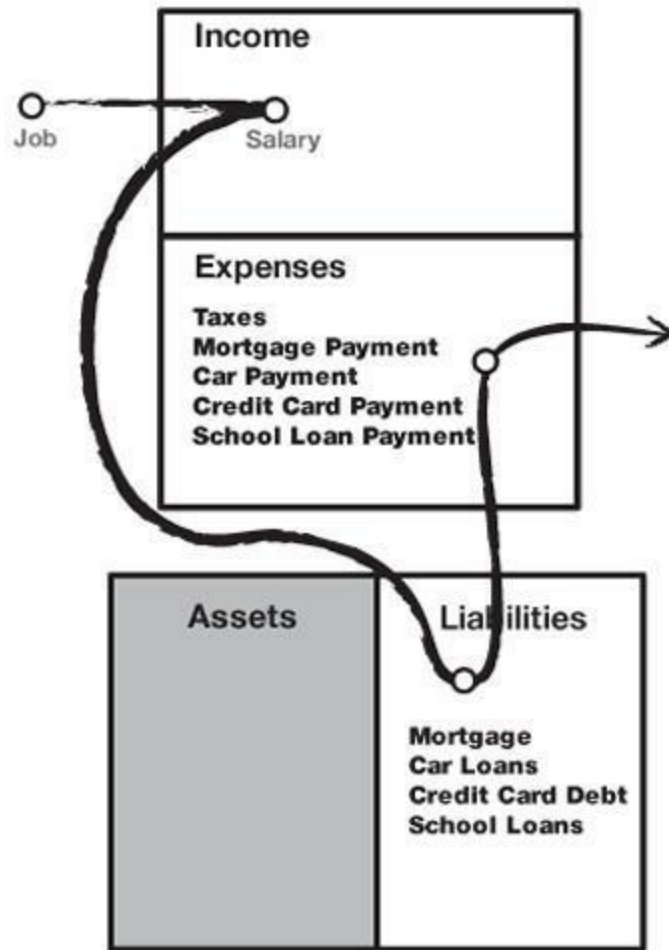 Income
Job
Salary
Expenses
Taxes
Mortgage Payment
Car Payment
Credit Card Payment
School Loan Payment
Assets
Liabilities
Mortgage
Car Loans
Credit Card Debt
School Loans